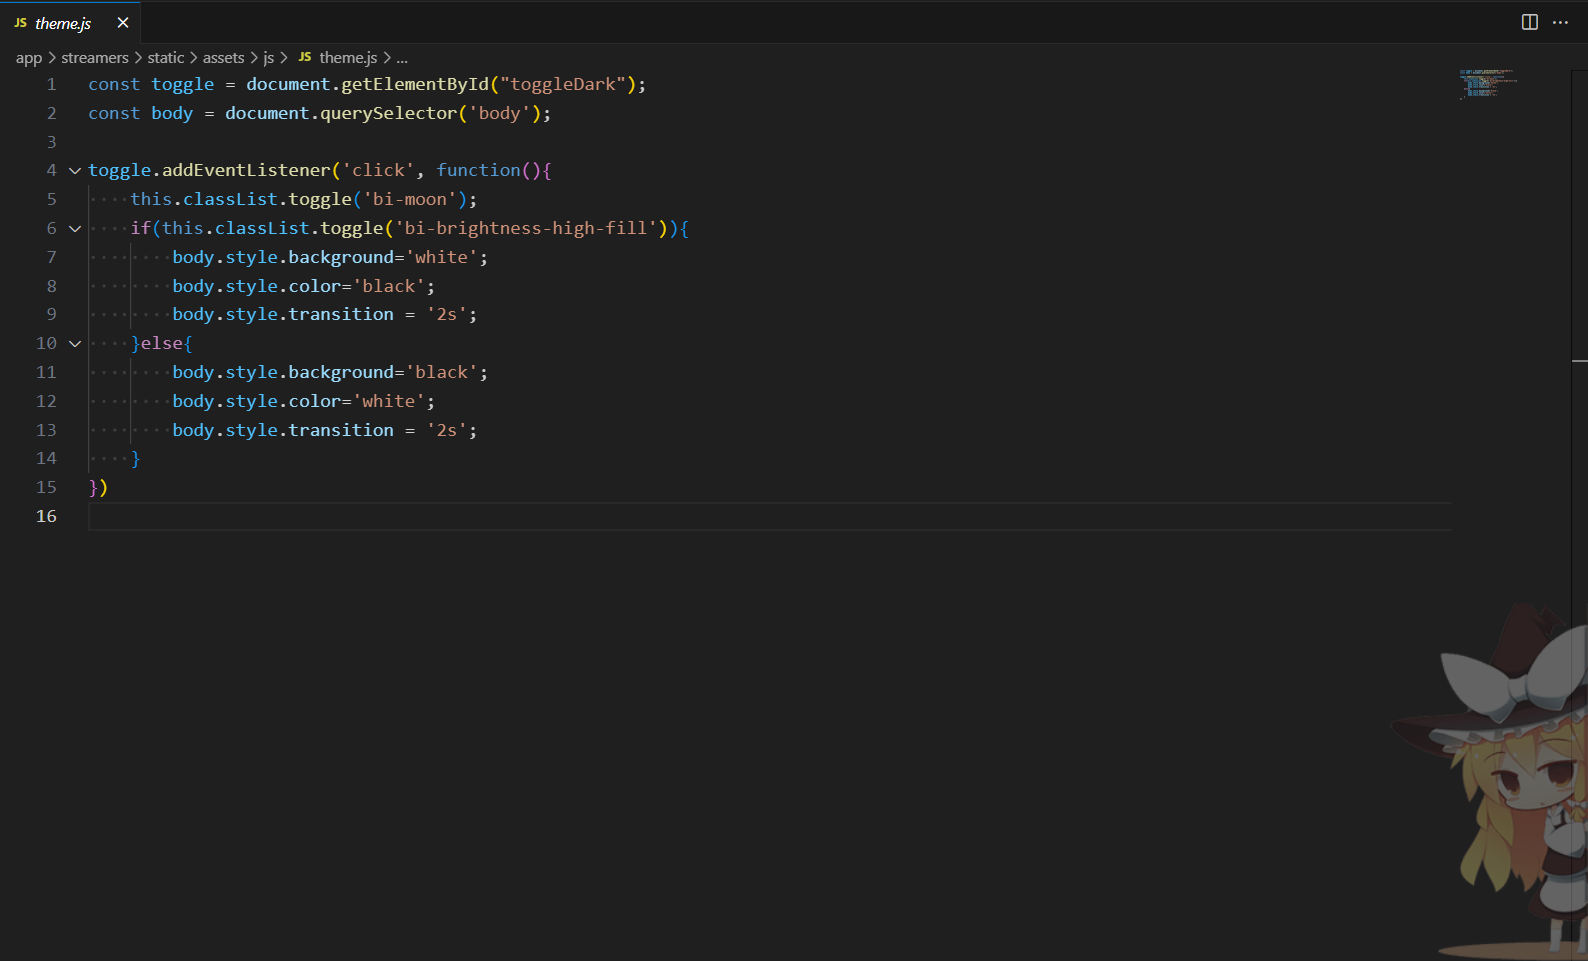 JS theme.js ×
app > streamers > static > assets > js > JS theme.js > ...
1 const toggle = document.getElementById("toggleDark");
2 const body = document.querySelector('body');
3
4 toggle.addEventListener('click', function(){
5 ····this.classList.toggle('bi-moon');
6 ····if(this.classList.toggle('bi-brightness-high-fill')){
7 ········body.style.background='white';
8 ········body.style.color='black';
9 ········body.style.transition = '2s';
10 ····}else{
11 ········body.style.background='black';
12 ········body.style.color='white';
13 ········body.style.transition = '2s';
14 ····}
15 })
16